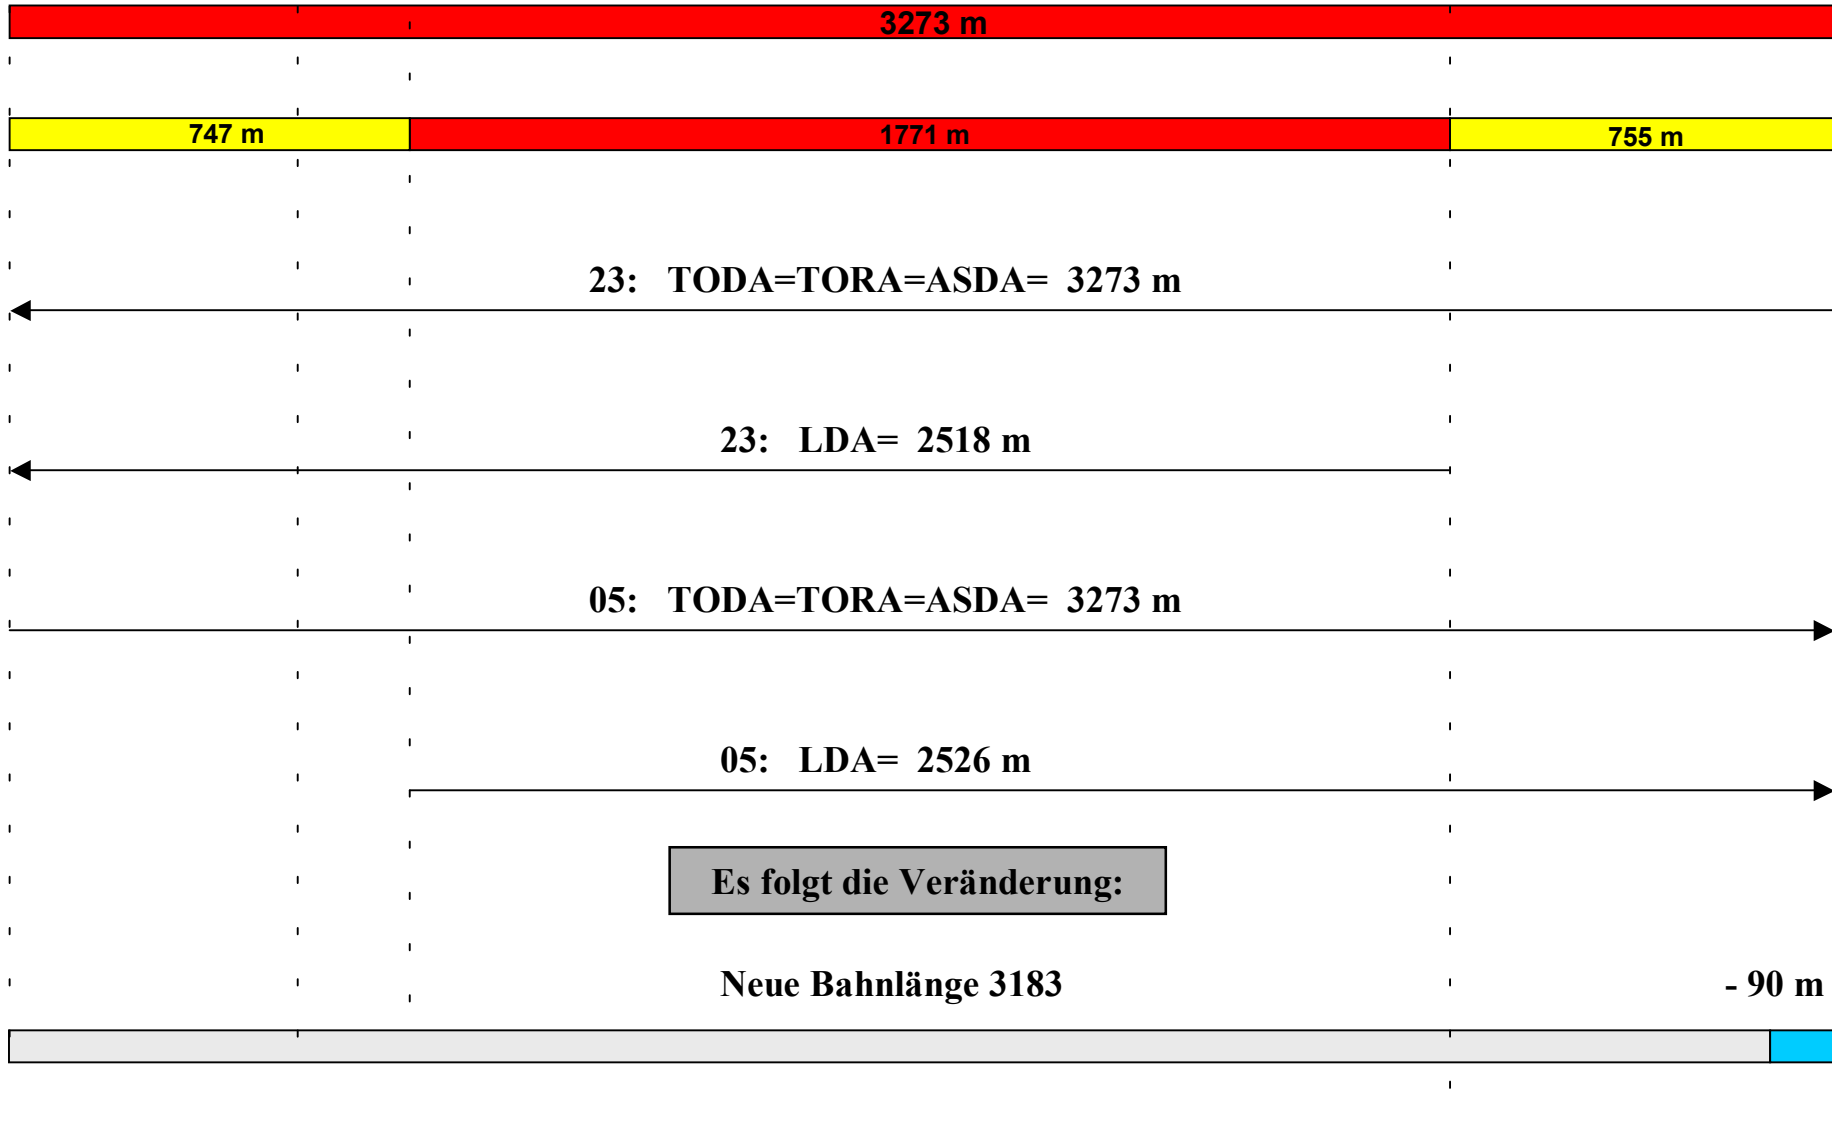 3273 m
747 m 1771 m 755 m
23: TODA=TORA=ASDA= 3273 m
23: LDA= 2518 m
05: TODA=TORA=ASDA= 3273 m
05: LDA= 2526 m
Es folgt die Veränderung:
Neue Bahnlänge 3183 - 90 m